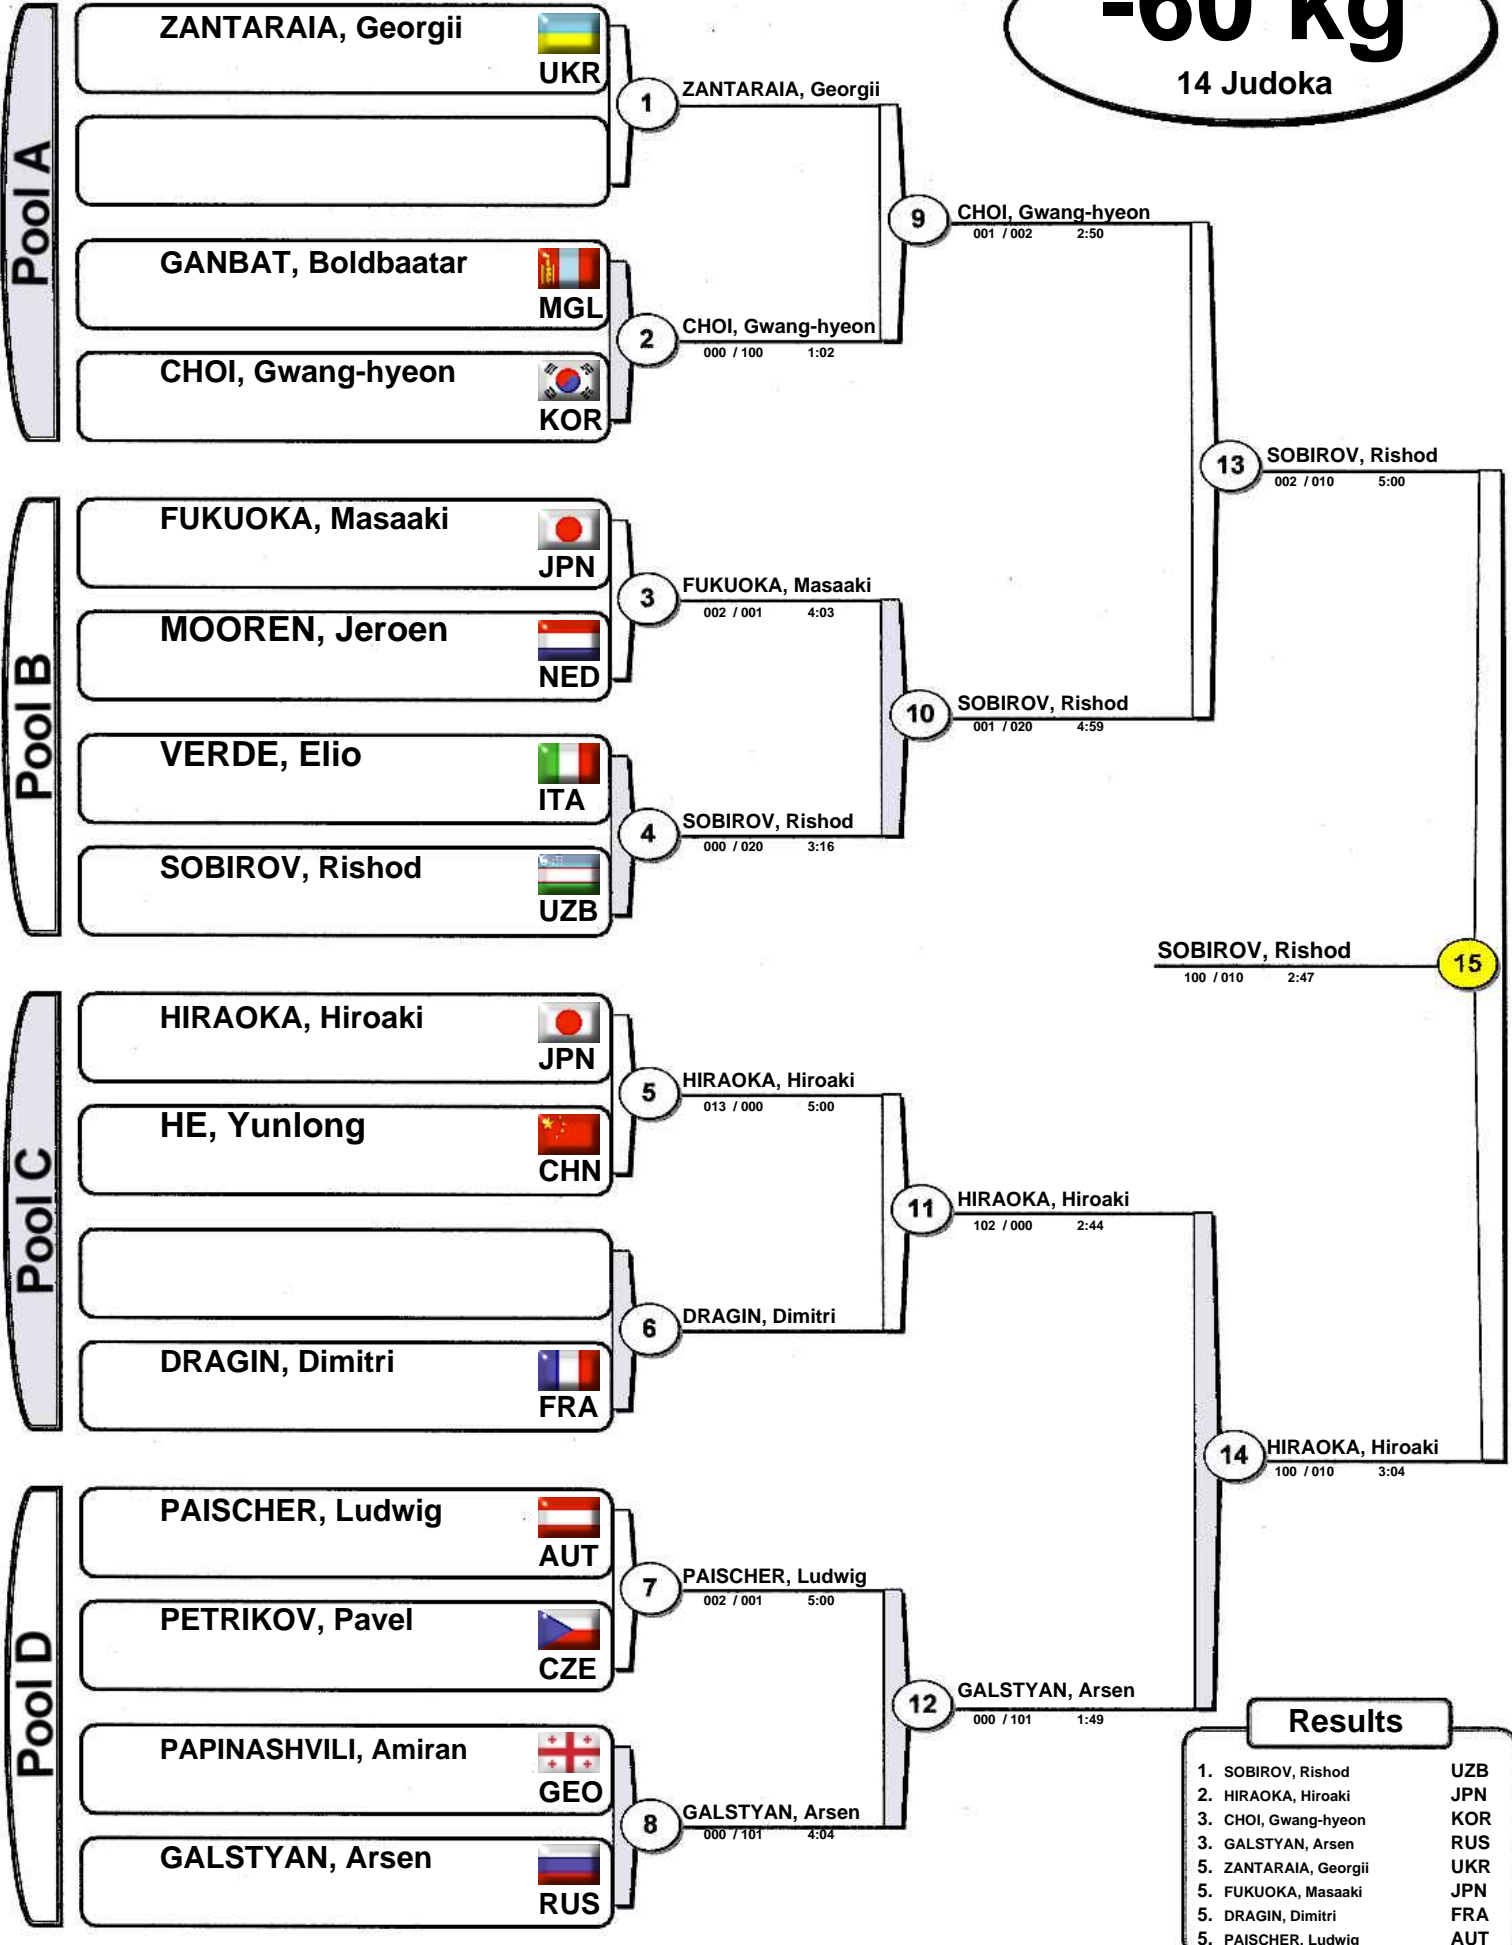 -60 kg
14 Judoka
Pool A
ZANTARAIA, Georgii
UKR
1
ZANTARAIA, Georgii
GANBAT, Boldbaatar
MGL
2
CHOI, Gwang-hyeon
000 / 100 1:02
CHOI, Gwang-hyeon
KOR
9
CHOI, Gwang-hyeon
001 / 002 2:50
Pool B
FUKUOKA, Masaaki
JPN
3
FUKUOKA, Masaaki
002 / 001 4:03
MOOREN, Jeroen
NED
VERDE, Elio
ITA
4
SOBIROV, Rishod
000 / 020 3:16
SOBIROV, Rishod
UZB
10
SOBIROV, Rishod
001 / 020 4:59
13
SOBIROV, Rishod
002 / 010 5:00
SOBIROV, Rishod
100 / 010 2:47
15
Pool C
HIRAOKA, Hiroaki
JPN
5
HIRAOKA, Hiroaki
013 / 000 5:00
HE, Yunlong
CHN
11
HIRAOKA, Hiroaki
102 / 000 2:44
6
DRAGIN, Dimitri
DRAGIN, Dimitri
FRA
14
HIRAOKA, Hiroaki
100 / 010 3:04
Pool D
PAISCHER, Ludwig
AUT
7
PAISCHER, Ludwig
002 / 001 5:00
PETRIKOV, Pavel
CZE
12
GALSTYAN, Arsen
000 / 101 1:49
PAPINASHVILI, Amiran
GEO
8
GALSTYAN, Arsen
000 / 101 4:04
GALSTYAN, Arsen
RUS
Results
1. SOBIROV, Rishod UZB
2. HIRAOKA, Hiroaki JPN
3. CHOI, Gwang-hyeon KOR
3. GALSTYAN, Arsen RUS
5. ZANTARAIA, Georgii UKR
5. FUKUOKA, Masaaki JPN
5. DRAGIN, Dimitri FRA
5. PAISCHER, Ludwig AUT